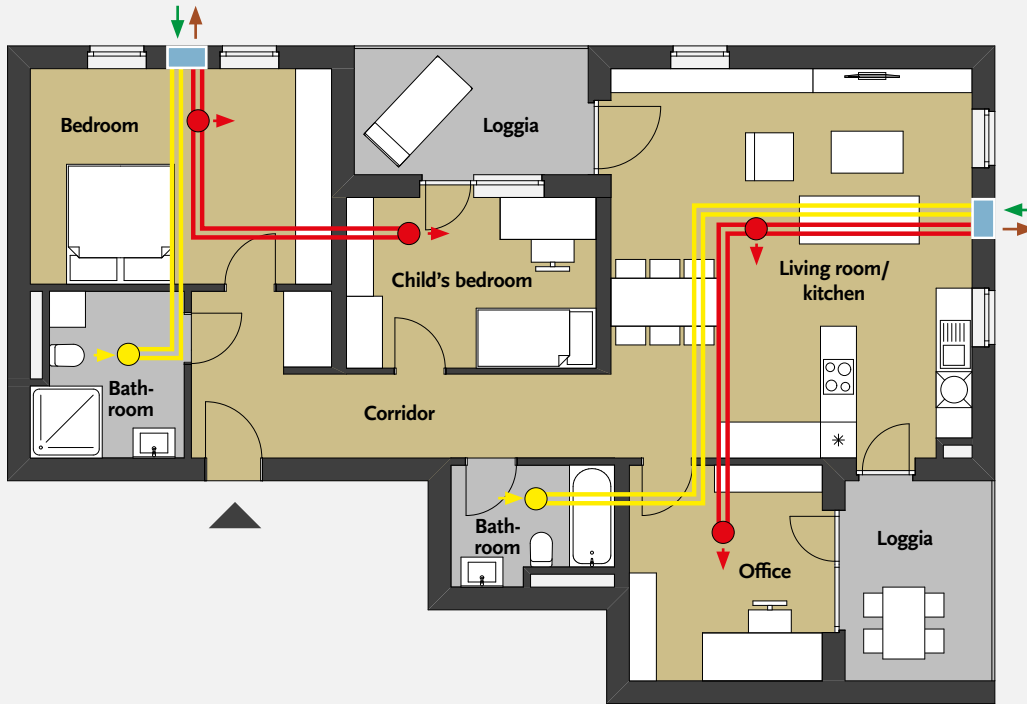 Bedroom
Loggia
Child's bedroom
Living room/
kitchen
Bath-
room
Corridor
Bath-
room
Office
Loggia